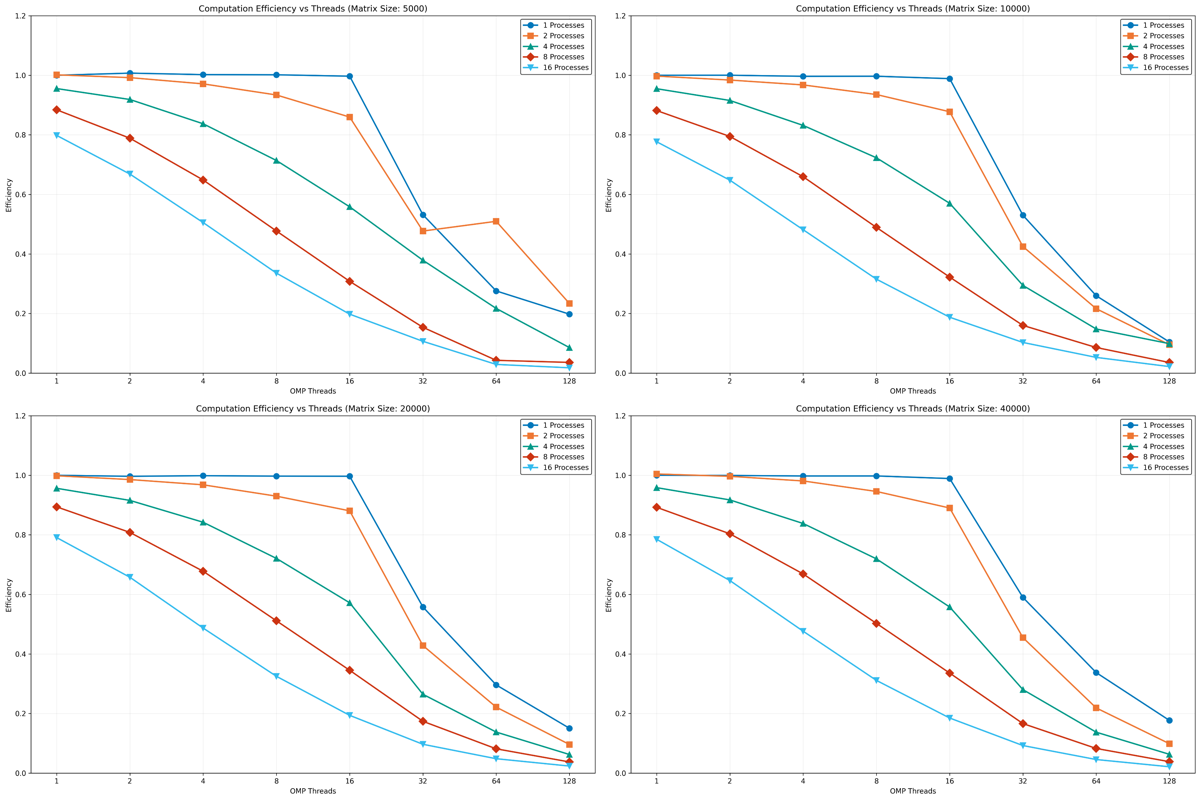 Computation Efficiency vs Threads (Matrix Size: 5000)
Efficiency
1.2
1.0
0.8
0.6
0.4
0.2
0.0
1 2 4 8 16 32 64 128
OMP Threads
1 Processes
2 Processes
4 Processes
8 Processes
16 Processes
Computation Efficiency vs Threads (Matrix Size: 10000)
Efficiency
1.2
1.0
0.8
0.6
0.4
0.2
0.0
1 2 4 8 16 32 64 128
OMP Threads
1 Processes
2 Processes
4 Processes
8 Processes
16 Processes
Computation Efficiency vs Threads (Matrix Size: 20000)
Efficiency
1.2
1.0
0.8
0.6
0.4
0.2
0.0
1 2 4 8 16 32 64 128
OMP Threads
1 Processes
2 Processes
4 Processes
8 Processes
16 Processes
Computation Efficiency vs Threads (Matrix Size: 40000)
Efficiency
1.2
1.0
0.8
0.6
0.4
0.2
0.0
1 2 4 8 16 32 64 128
OMP Threads
1 Processes
2 Processes
4 Processes
8 Processes
16 Processes